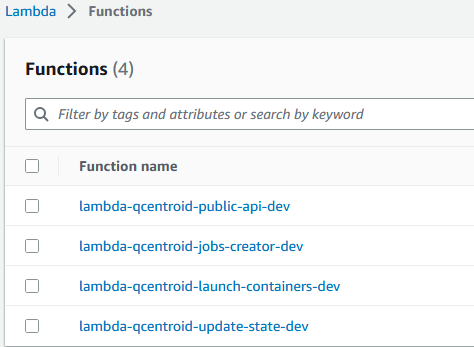 Lambda > Functions
Functions (4)
Filter by tags and attributes or search by keyword
Function name
lambda-qcentroid-public-api-dev
lambda-qcentroid-jobs-creator-dev
lambda-qcentroid-launch-containers-dev
lambda-qcentroid-update-state-dev